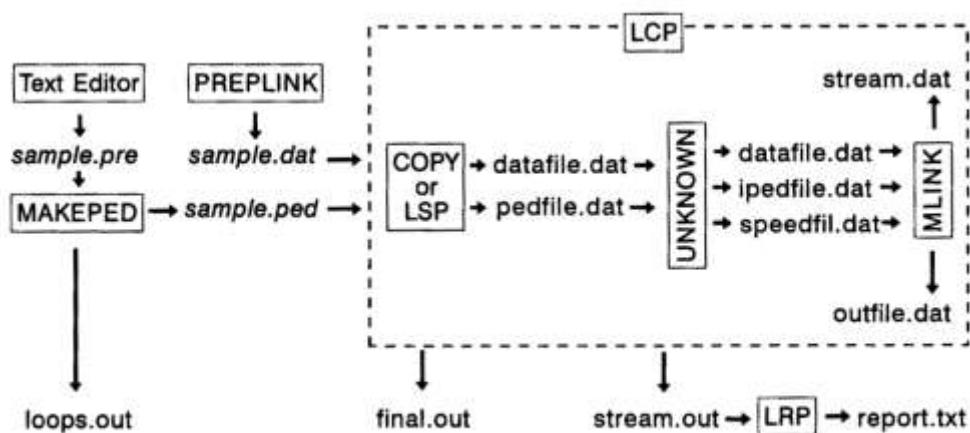 LCP
Text Editor
PREPLINK
stream.dat
sample.pre
sample.dat
COPY
or
LSP
datafile.dat
UNKNOWN
datafile.dat
MLINK
ipedfile.dat
MAKEPED
sample.ped
pedfile.dat
speedfil.dat
outfile.dat
loops.out
final.out
stream.out
LRP
report.txt